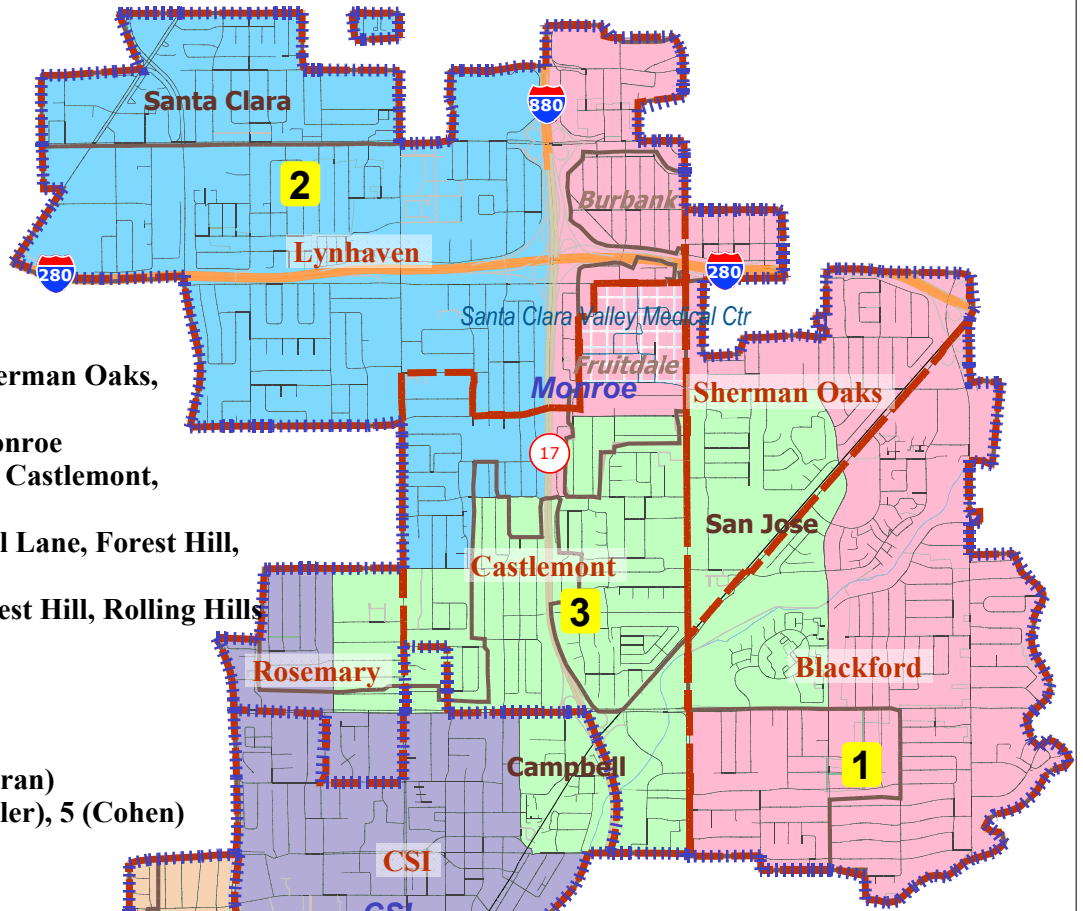 880
Santa Clara
2
Burbank
Lynhaven
280
280
Santa Clara Valley Medical Ctr
Fruitdale
erman Oaks,
Monroe
Sherman Oaks
onroe
17
Castlemont,
San Jose
l Lane, Forest Hill,
Castlemont
3
est Hill, Rolling Hills
Rosemary
Blackford
1
Campbell
ran)
ler), 5 (Cohen)
CSI
CSI